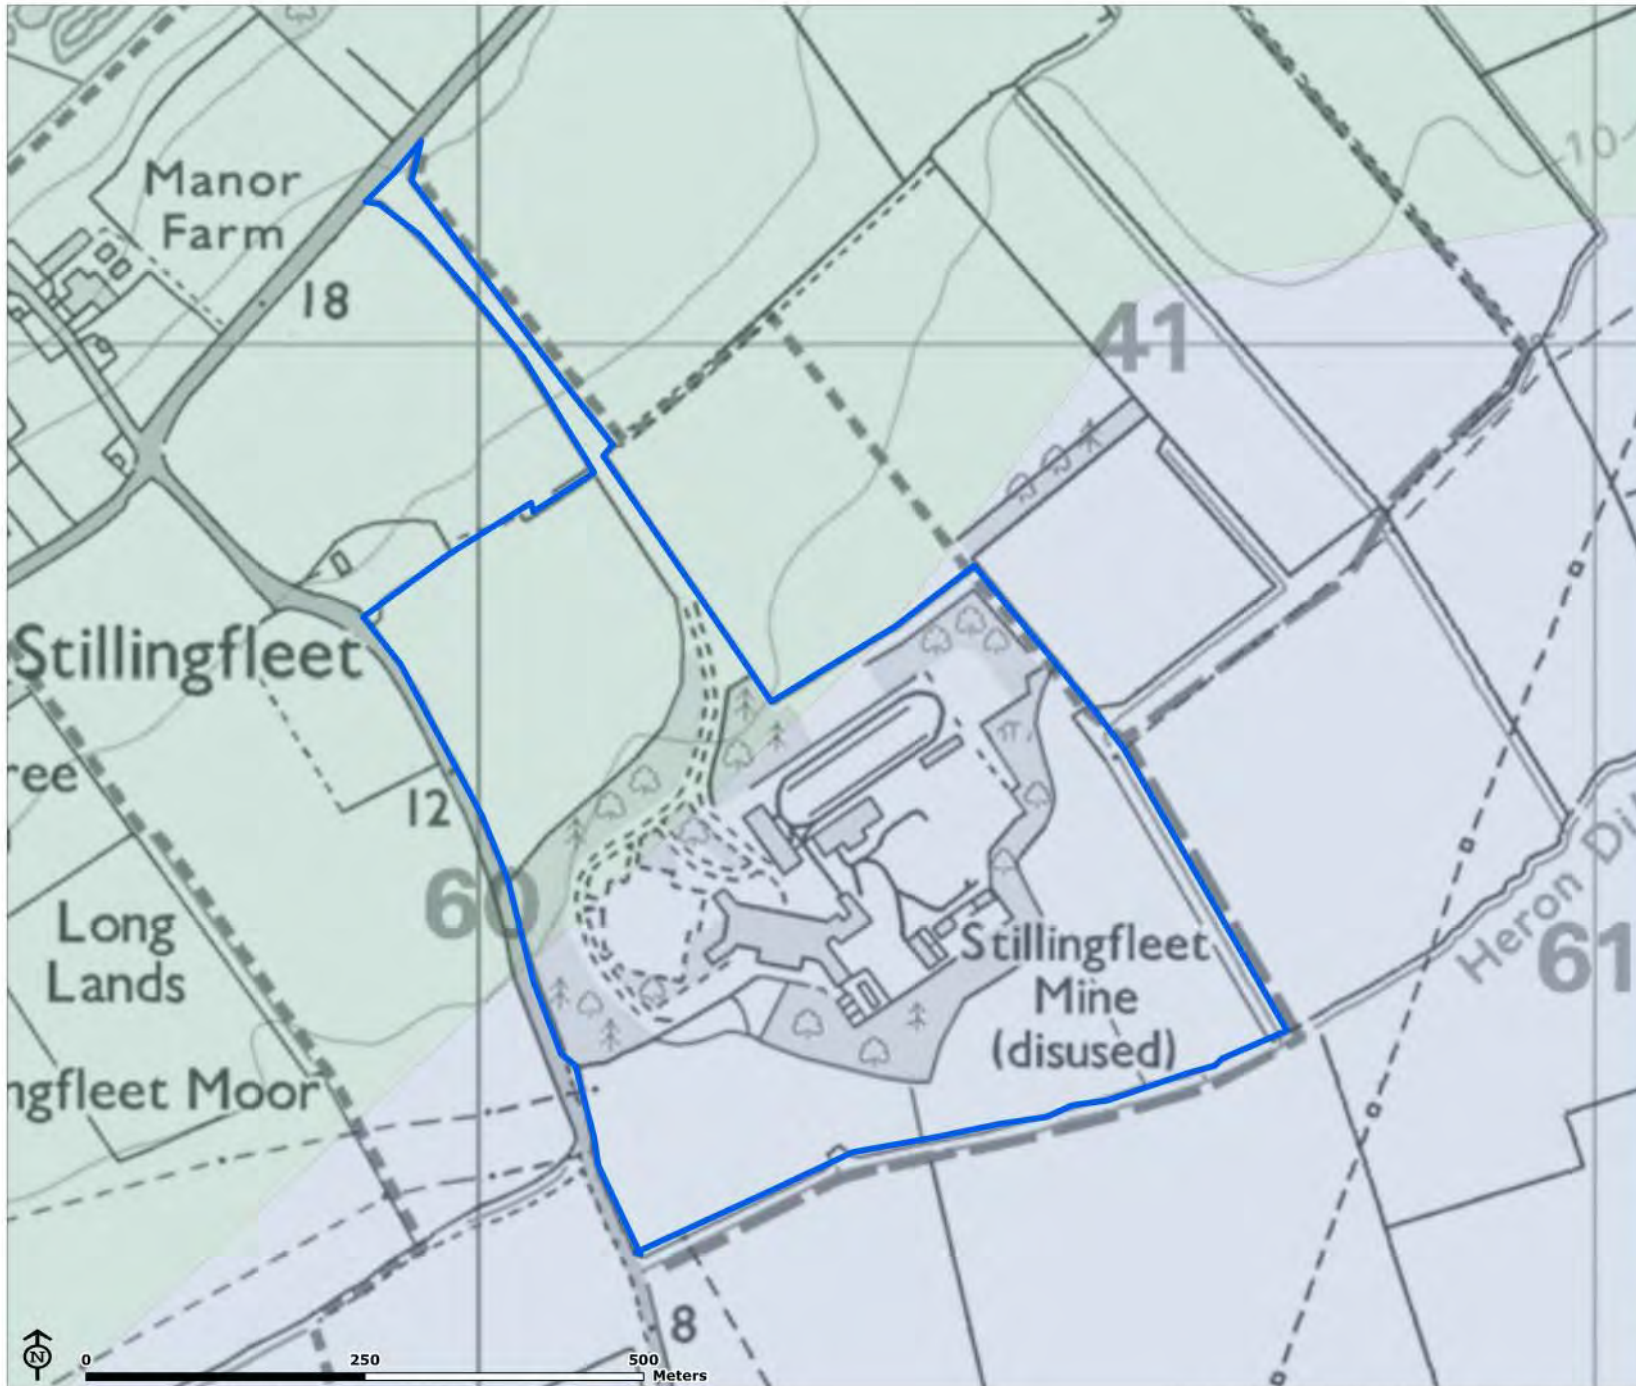 10
Manor
Farm
18
41
Stillingfleet
ree
12
60
Long
Lands
Stillingfleet
Mine
(disused)
Heron Di
61
ngfleet Moor
8
N
0
250
500
Meters